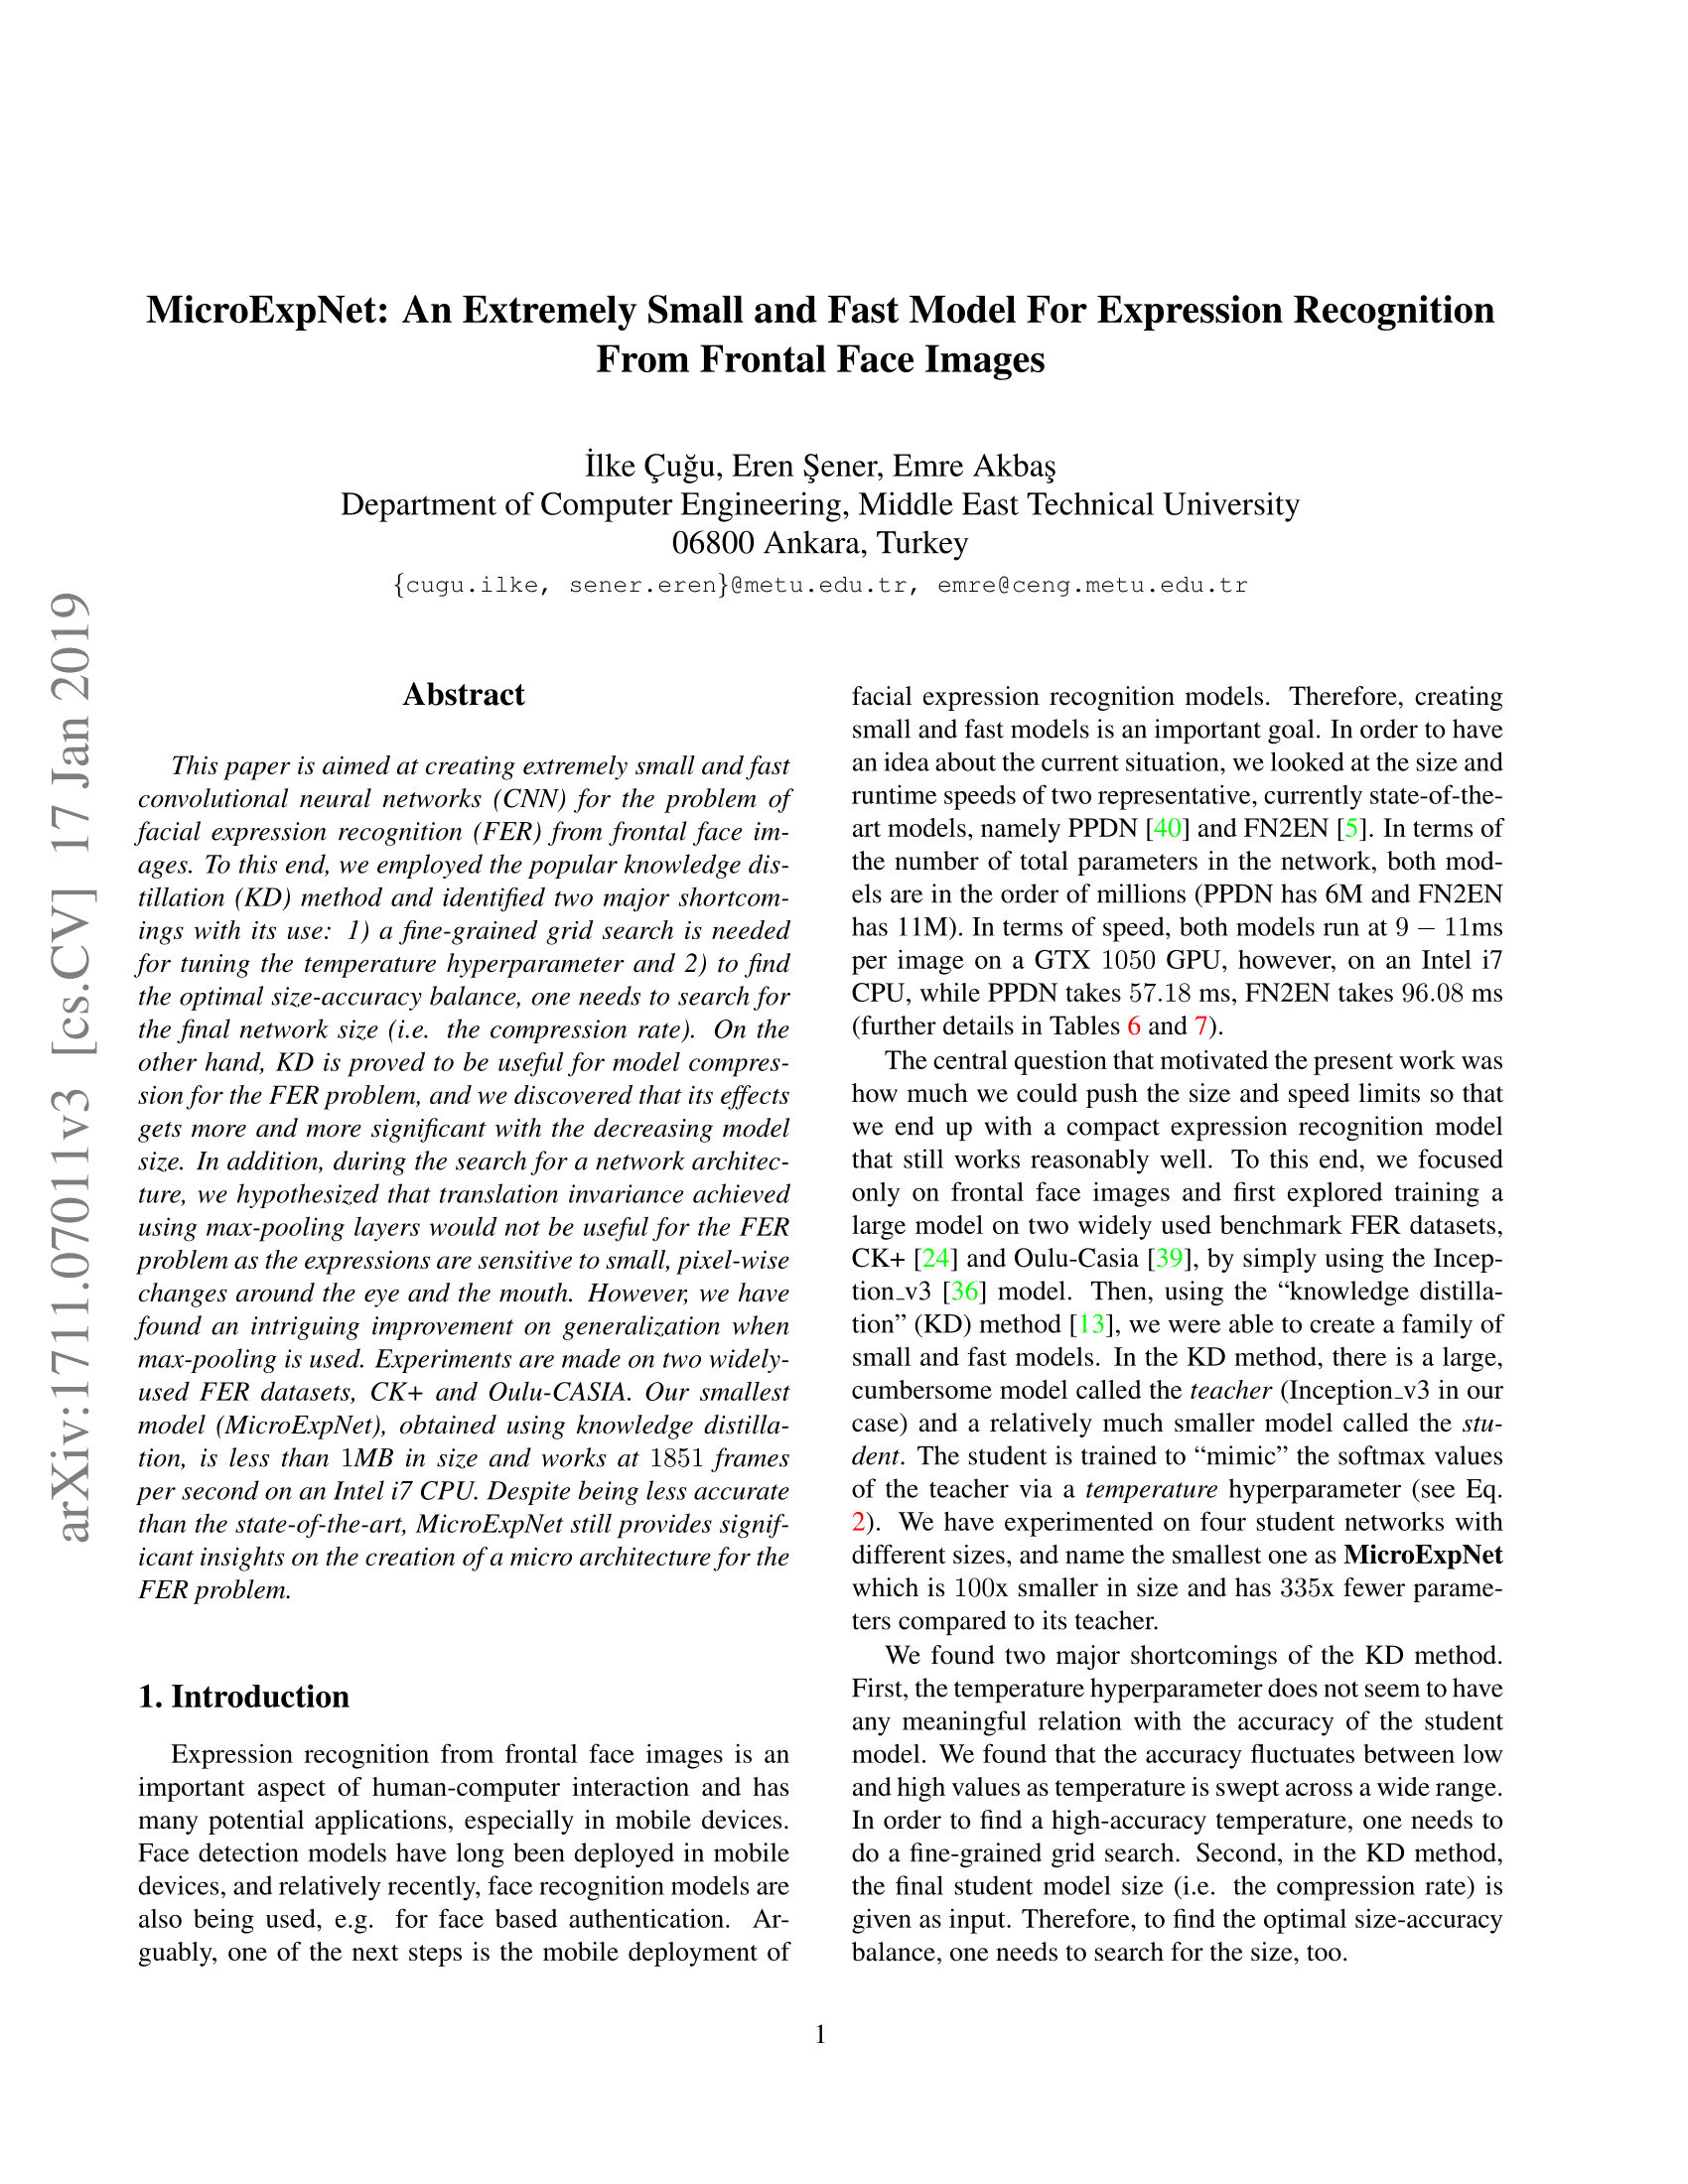 arXiv:1711.07011v3 [cs.CV] 17 Jan 2019
MicroExpNet: An Extremely Small and Fast Model For Expression Recognition
From Frontal Face Images
İlke Çuğu, Eren Şener, Emre Akbaş
Department of Computer Engineering, Middle East Technical University
06800 Ankara, Turkey
{cugu.ilke, sener.eren}@metu.edu.tr, emre@ceng.metu.edu.tr
Abstract
This paper is aimed at creating extremely small and fast
convolutional neural networks (CNN) for the problem of
facial expression recognition (FER) from frontal face im-
ages. To this end, we employed the popular knowledge dis-
tillation (KD) method and identified two major shortcom-
ings with its use: 1) a fine-grained grid search is needed
for tuning the temperature hyperparameter and 2) to find
the optimal size-accuracy balance, one needs to search for
the final network size (i.e. the compression rate). On the
other hand, KD is proved to be useful for model compres-
sion for the FER problem, and we discovered that its effects
gets more and more significant with the decreasing model
size. In addition, during the search for a network architec-
ture, we hypothesized that translation invariance achieved
using max-pooling layers would not be useful for the FER
problem as the expressions are sensitive to small, pixel-wise
changes around the eye and the mouth. However, we have
found an intriguing improvement on generalization when
max-pooling is used. Experiments are made on two widely-
used FER datasets, CK+ and Oulu-CASIA. Our smallest
model (MicroExpNet), obtained using knowledge distilla-
tion, is less than 1MB in size and works at 1851 frames
per second on an Intel i7 CPU. Despite being less accurate
than the state-of-the-art, MicroExpNet still provides signif-
icant insights on the creation of a micro architecture for the
FER problem.
1. Introduction
Expression recognition from frontal face images is an
important aspect of human-computer interaction and has
many potential applications, especially in mobile devices.
Face detection models have long been deployed in mobile
devices, and relatively recently, face recognition models are
also being used, e.g. for face based authentication. Ar-
guably, one of the next steps is the mobile deployment of
facial expression recognition models. Therefore, creating
small and fast models is an important goal. In order to have
an idea about the current situation, we looked at the size and
runtime speeds of two representative, currently state-of-the-
art models, namely PPDN [40] and FN2EN [5]. In terms of
the number of total parameters in the network, both mod-
els are in the order of millions (PPDN has 6M and FN2EN
has 11M). In terms of speed, both models run at 9 − 11ms
per image on a GTX 1050 GPU, however, on an Intel i7
CPU, while PPDN takes 57.18 ms, FN2EN takes 96.08 ms
(further details in Tables 6 and 7).
The central question that motivated the present work was
how much we could push the size and speed limits so that
we end up with a compact expression recognition model
that still works reasonably well. To this end, we focused
only on frontal face images and first explored training a
large model on two widely used benchmark FER datasets,
CK+ [24] and Oulu-Casia [39], by simply using the Incep-
tion_v3 [36] model. Then, using the “knowledge distilla-
tion” (KD) method [13], we were able to create a family of
small and fast models. In the KD method, there is a large,
cumbersome model called the teacher (Inception_v3 in our
case) and a relatively much smaller model called the stu-
dent. The student is trained to “mimic” the softmax values
of the teacher via a temperature hyperparameter (see Eq.
2). We have experimented on four student networks with
different sizes, and name the smallest one as MicroExpNet
which is 100x smaller in size and has 335x fewer parame-
ters compared to its teacher.
We found two major shortcomings of the KD method.
First, the temperature hyperparameter does not seem to have
any meaningful relation with the accuracy of the student
model. We found that the accuracy fluctuates between low
and high values as temperature is swept across a wide range.
In order to find a high-accuracy temperature, one needs to
do a fine-grained grid search. Second, in the KD method,
the final student model size (i.e. the compression rate) is
given as input. Therefore, to find the optimal size-accuracy
balance, one needs to search for the size, too.
1